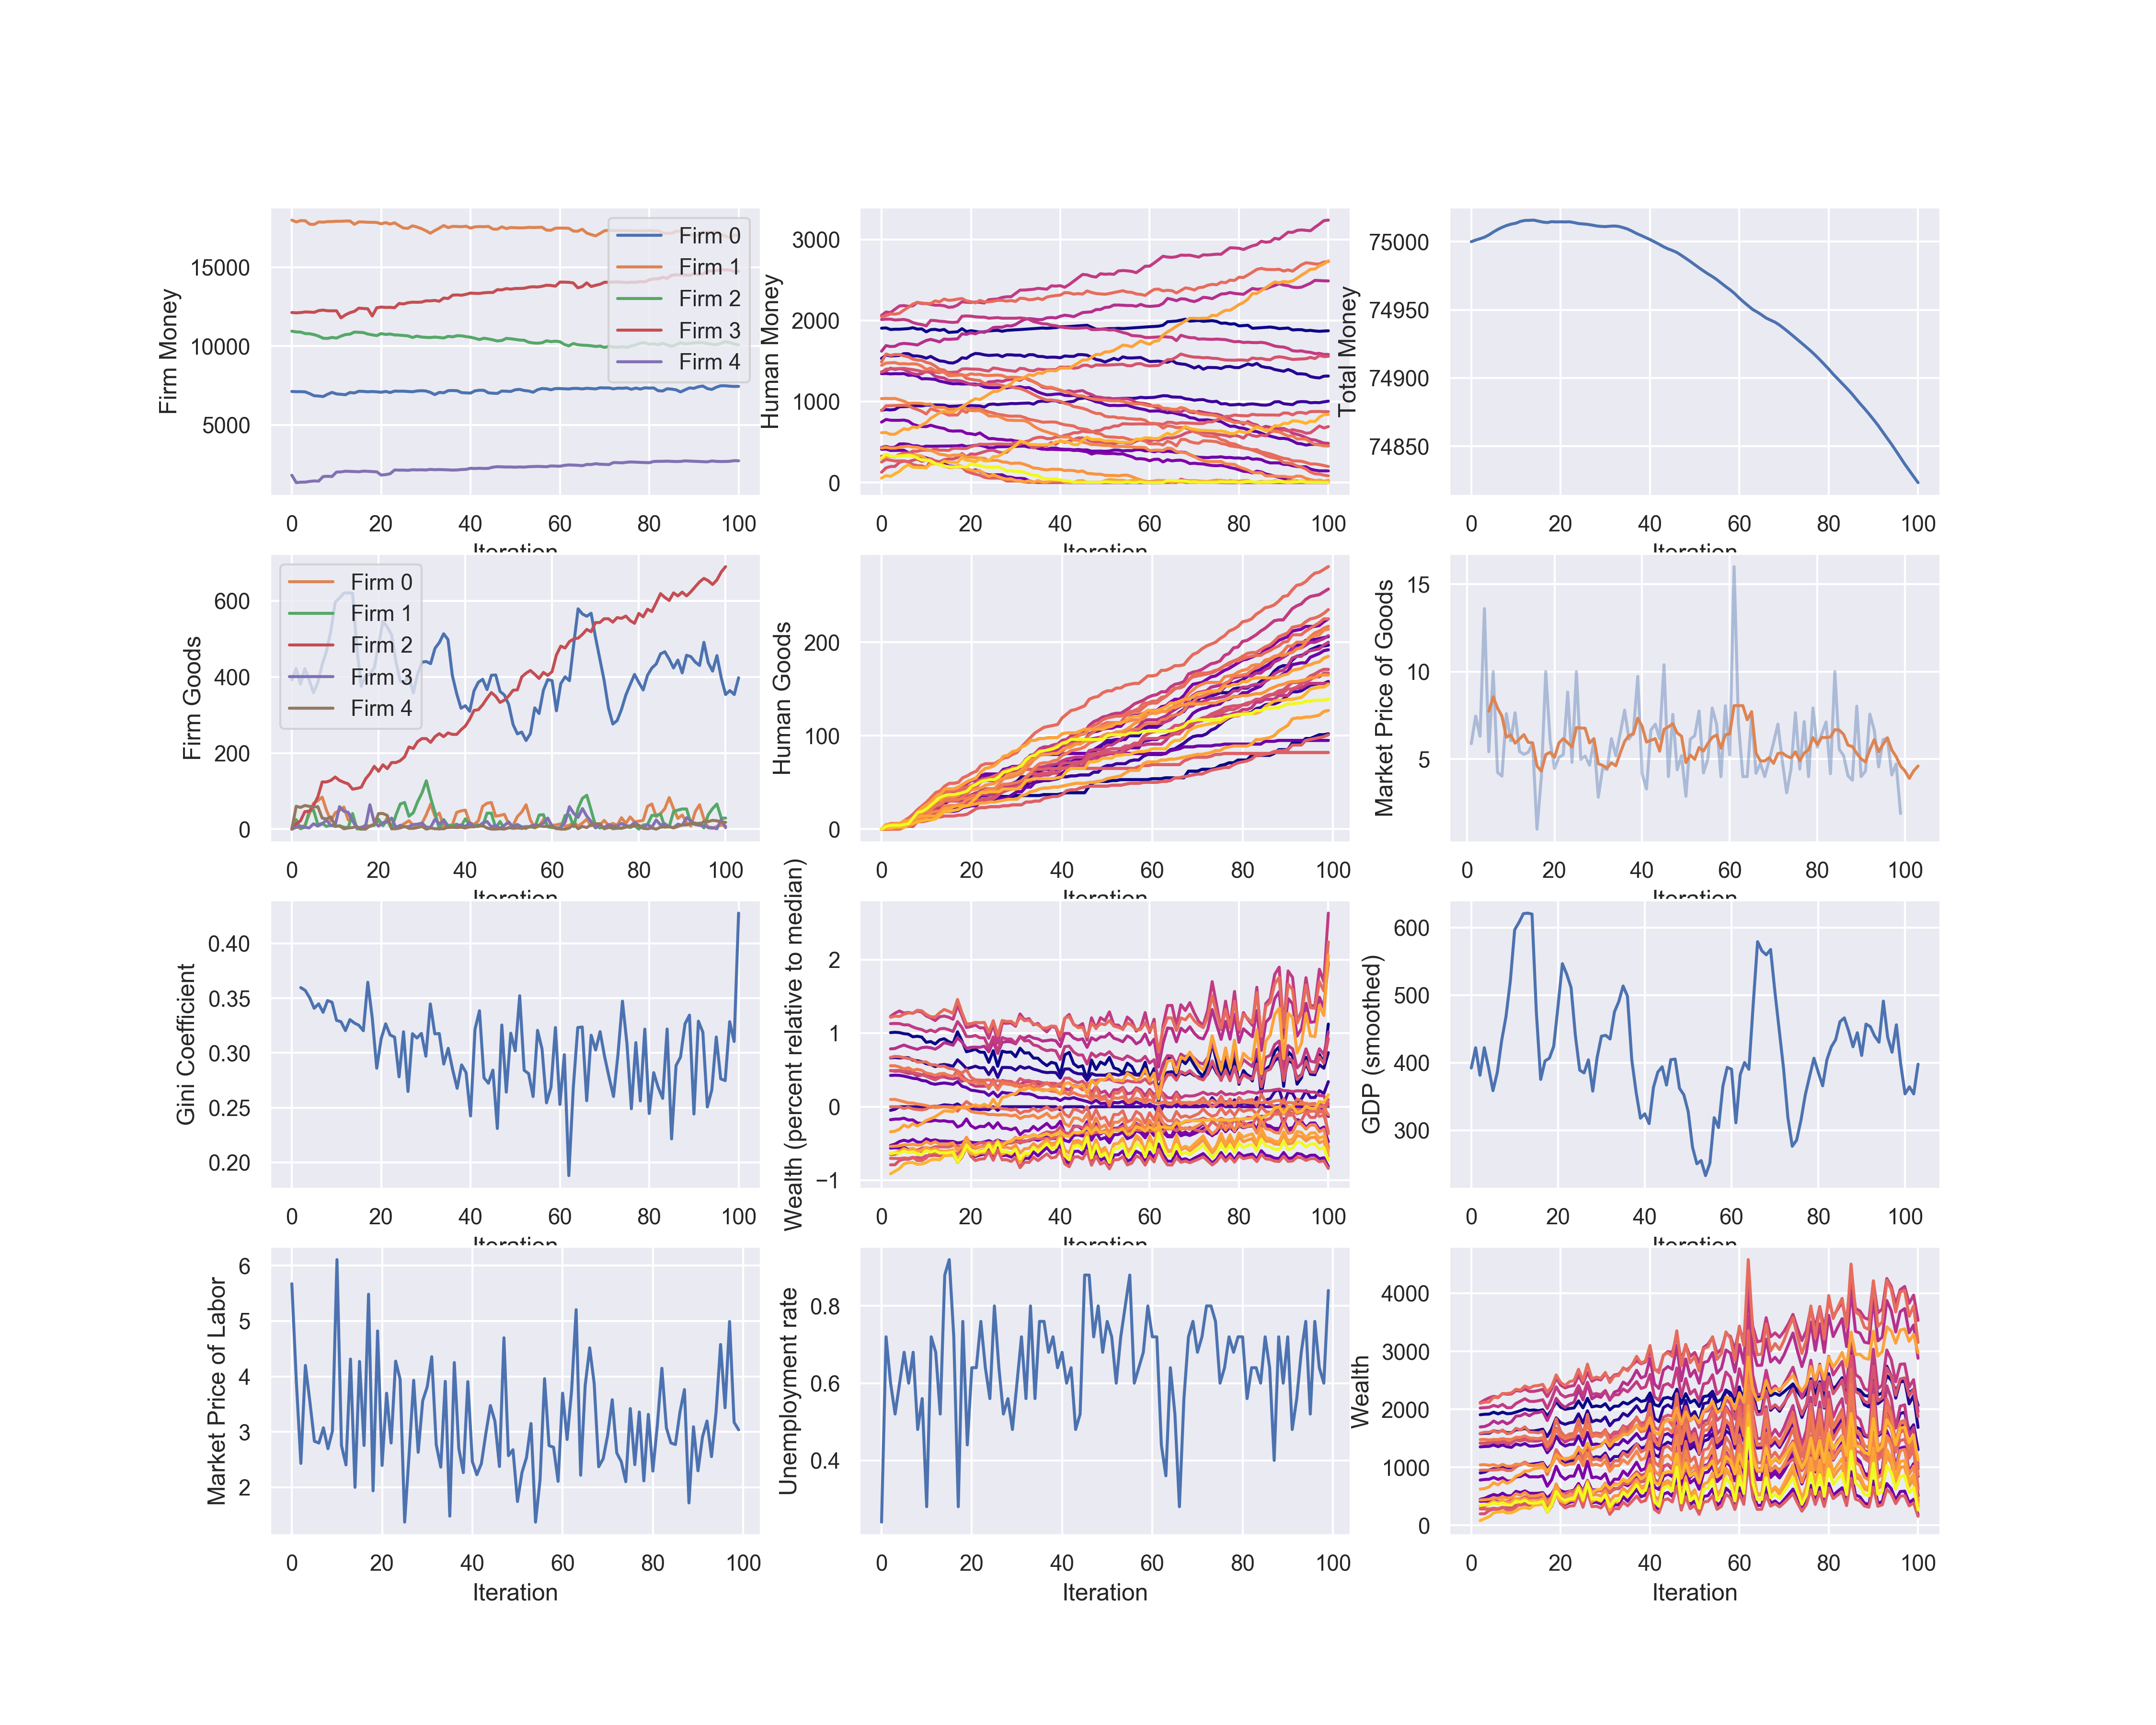 Firm Money
15000
10000
5000
Firm 0
Firm 1
Firm 2
Firm 3
Firm 4
0 20 40 60 80 100
Iteration
Human Money
3000
2000
1000
0
0 20 40 60 80 100
Iteration
Total Money
75000
74950
74900
74850
0 20 40 60 80 100
Iteration
Firm Goods
600
400
200
0
Firm 0
Firm 1
Firm 2
Firm 3
Firm 4
0 20 40 60 80 100
Iteration
Human Goods
200
100
0
0 20 40 60 80 100
Iteration
Market Price of Goods
15
10
5
0 20 40 60 80 100
Iteration
Gini Coefficient
0.40
0.35
0.30
0.25
0.20
0 20 40 60 80 100
Iteration
Wealth (percent relative to median)
2
1
0
−1
0 20 40 60 80 100
Iteration
GDP (smoothed)
600
500
400
300
0 20 40 60 80 100
Iteration
Market Price of Labor
6
5
4
3
2
0 20 40 60 80 100
Iteration
Unemployment rate
0.8
0.6
0.4
0 20 40 60 80 100
Iteration
Wealth
4000
3000
2000
1000
0
0 20 40 60 80 100
Iteration